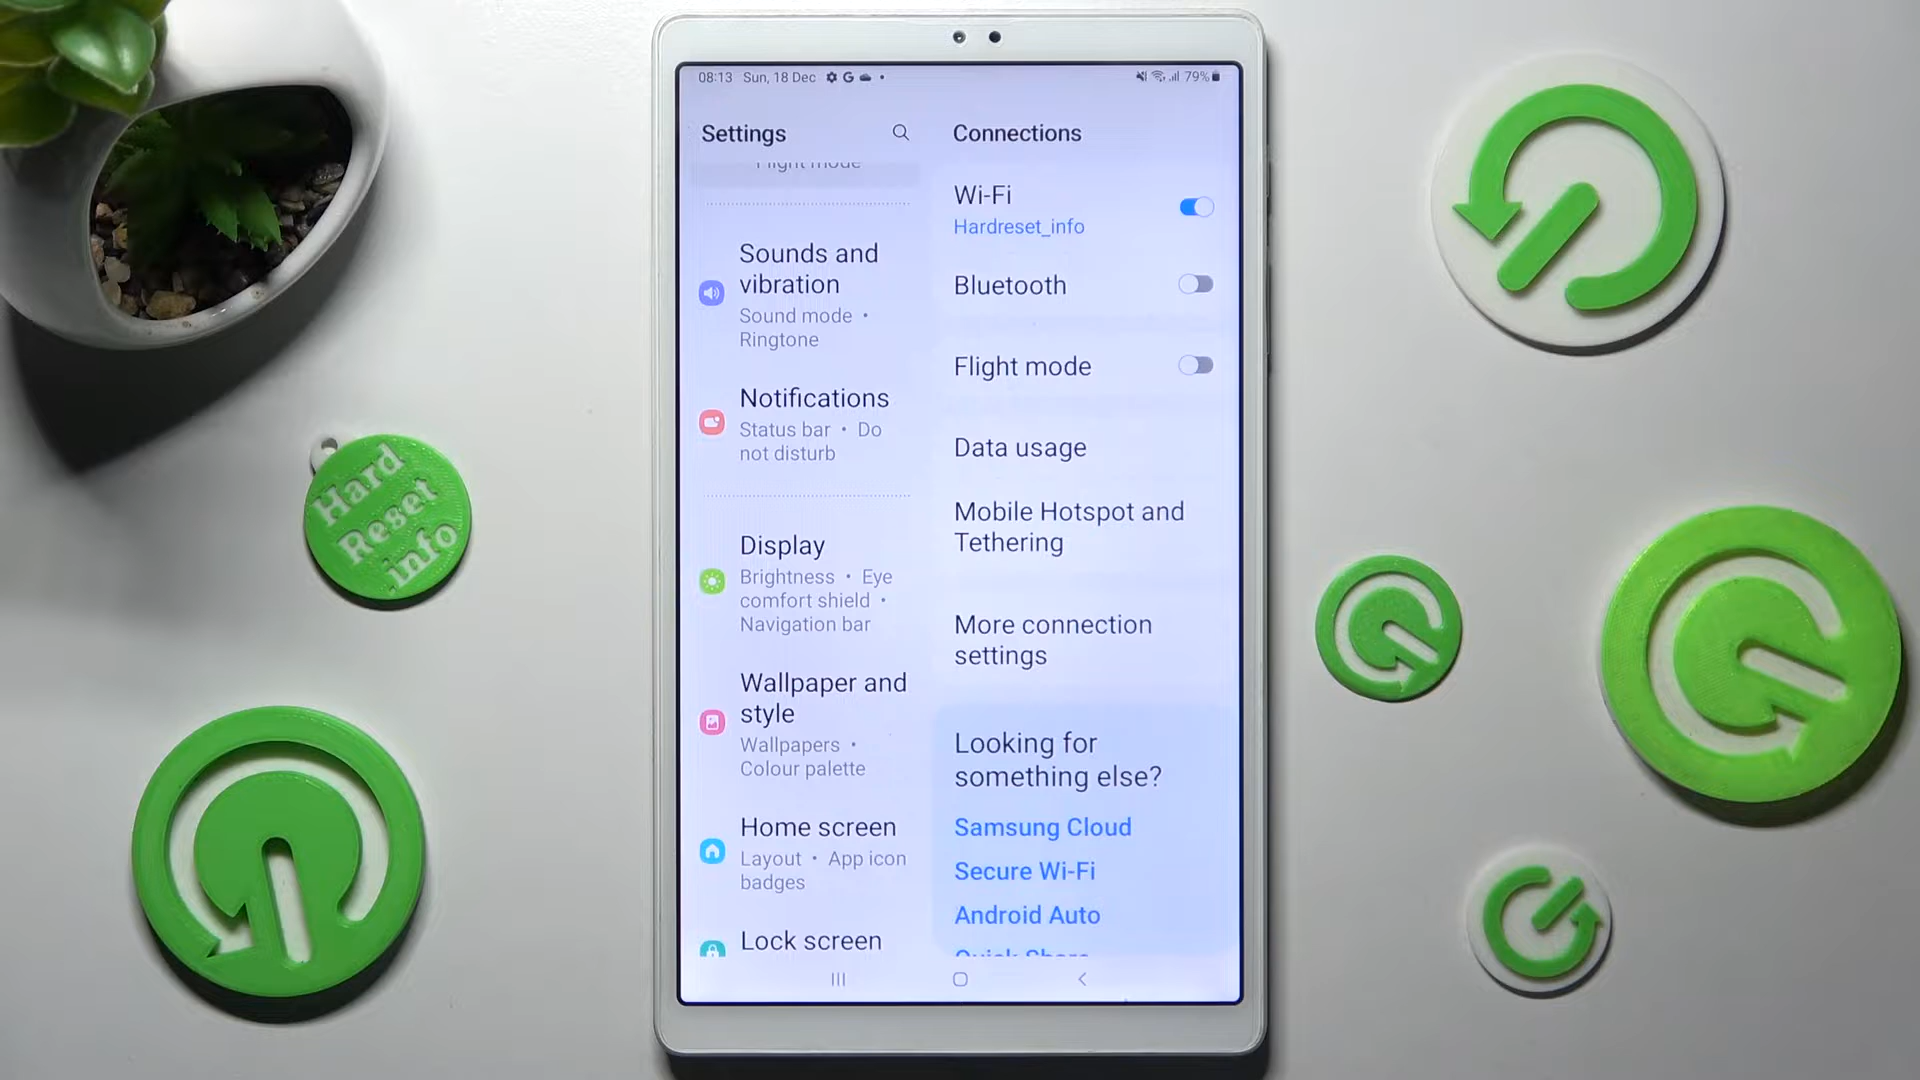 08:13 Sun, 18 Dec
79%
Settings
Flight mode
Sounds and
vibration
Sound mode •
Ringtone
Notifications
Status bar • Do
not disturb
Display
Brightness • Eye
comfort shield •
Navigation bar
Wallpaper and
style
Wallpapers •
Colour palette
Home screen
Layout • App icon
badges
Lock screen
Connections
Wi-Fi
Hardreset_info
Bluetooth
Flight mode
Data usage
Mobile Hotspot and
Tethering
More connection
settings
Looking for
something else?
Samsung Cloud
Secure Wi-Fi
Android Auto
Quick Share
Hard
Reset
.info